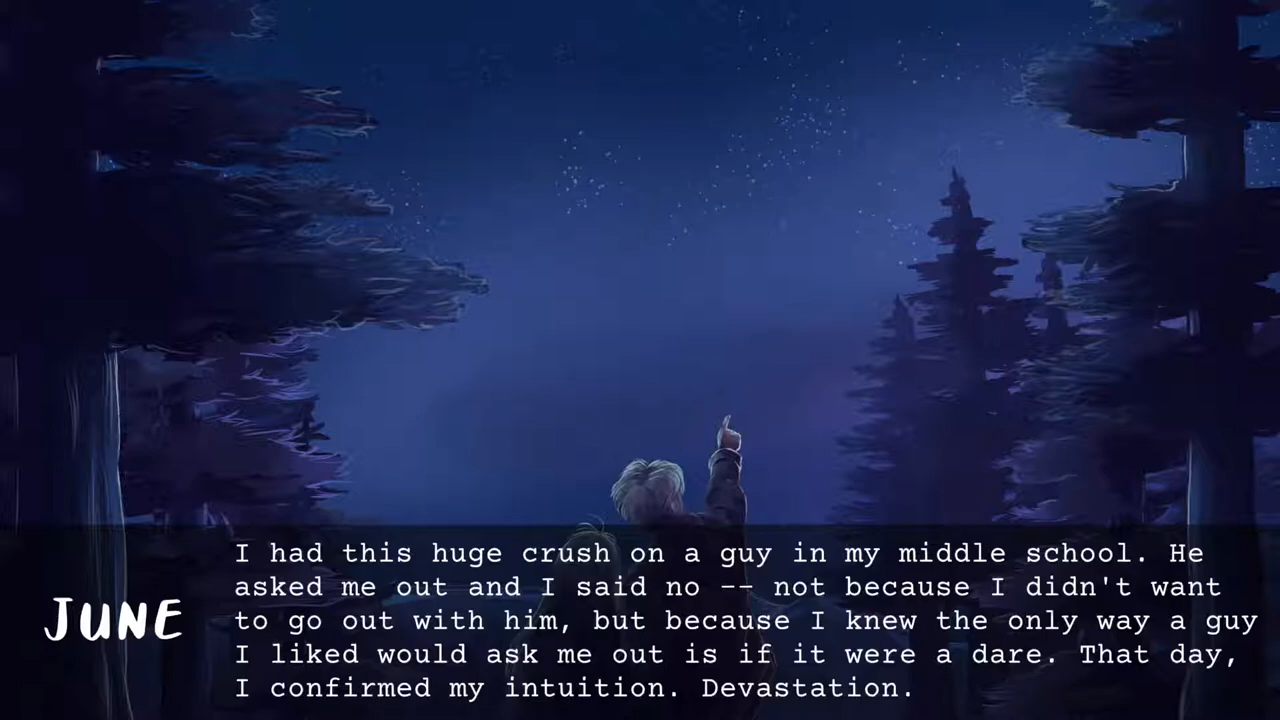 JUNE
I had this huge crush on a guy in my middle school. He
asked me out and I said no -- not because I didn't want
to go out with him, but because I knew the only way a guy
I liked would ask me out is if it were a dare. That day,
I confirmed my intuition. Devastation.